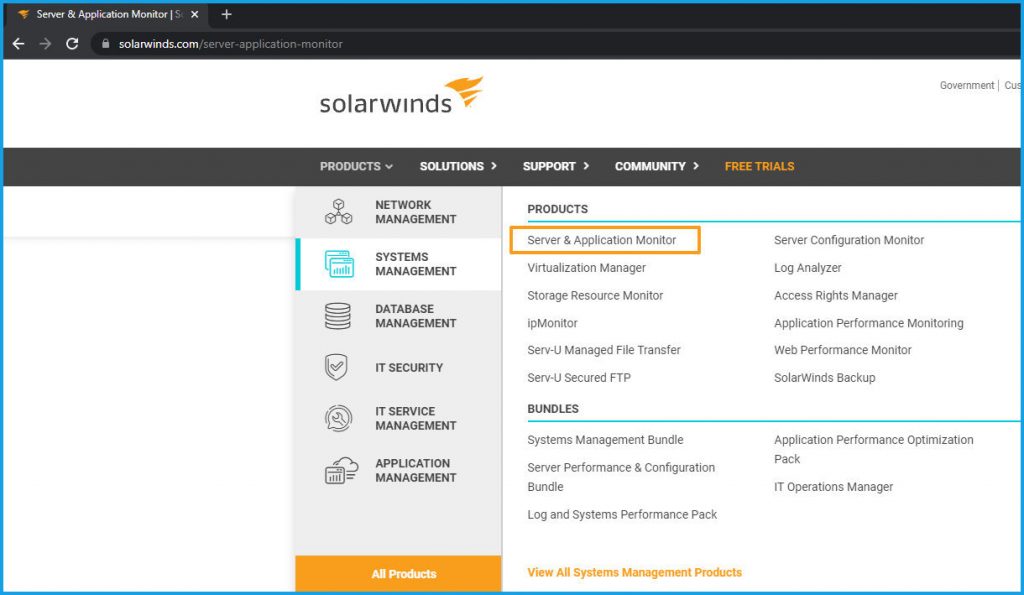 Server & Application Monitor | S
solarwinds.com/server-application-monitor
solarwinds
Government | Cus
PRODUCTS SOLUTIONS SUPPORT COMMUNITY FREE TRIALS
NETWORK
MANAGEMENT
SYSTEMS
MANAGEMENT
DATABASE
MANAGEMENT
IT SECURITY
IT SERVICE
MANAGEMENT
APPLICATION
MANAGEMENT
All Products
PRODUCTS
Server & Application Monitor
Virtualization Manager
Storage Resource Monitor
ipMonitor
Serv-U Managed File Transfer
Serv-U Secured FTP
Server Configuration Monitor
Log Analyzer
Access Rights Manager
Application Performance Monitoring
Web Performance Monitor
SolarWinds Backup
BUNDLES
Systems Management Bundle
Server Performance & Configuration
Bundle
Log and Systems Performance Pack
Application Performance Optimization
Pack
IT Operations Manager
View All Systems Management Products